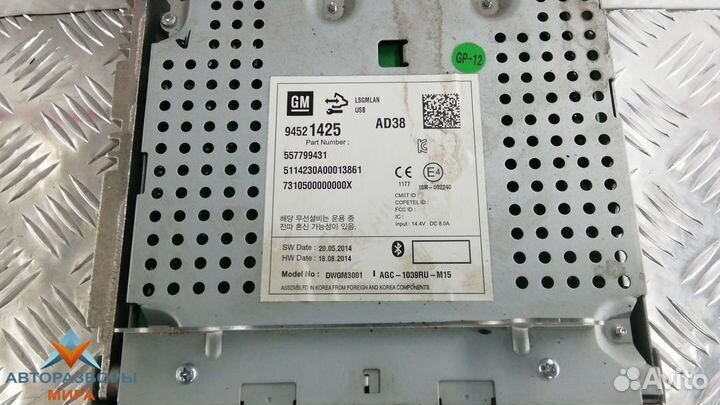 GP-12
GM
LSGMLAN
USB
94521425
AD38
Part Number :
557799431
5114230A00013861
7310500000000X
1177
E4
10R-032240
CMIIT ID :
COFETEL ID :
FCC ID :
IC :
Input : 14.4V DC 8.0A
해당 무선설비는 운용 중
전파 혼신 가능성이 있음.
SW Date : 20.05.2014
HW Date : 18.08.2014
Model No : DWGM3001 AGC-1039RU-M15
ASSEMBLED IN KOREA FROM FOREIGN AND KOREA COMPONENTS
АВТОРАЗБОРЫ
МИРА
Avito